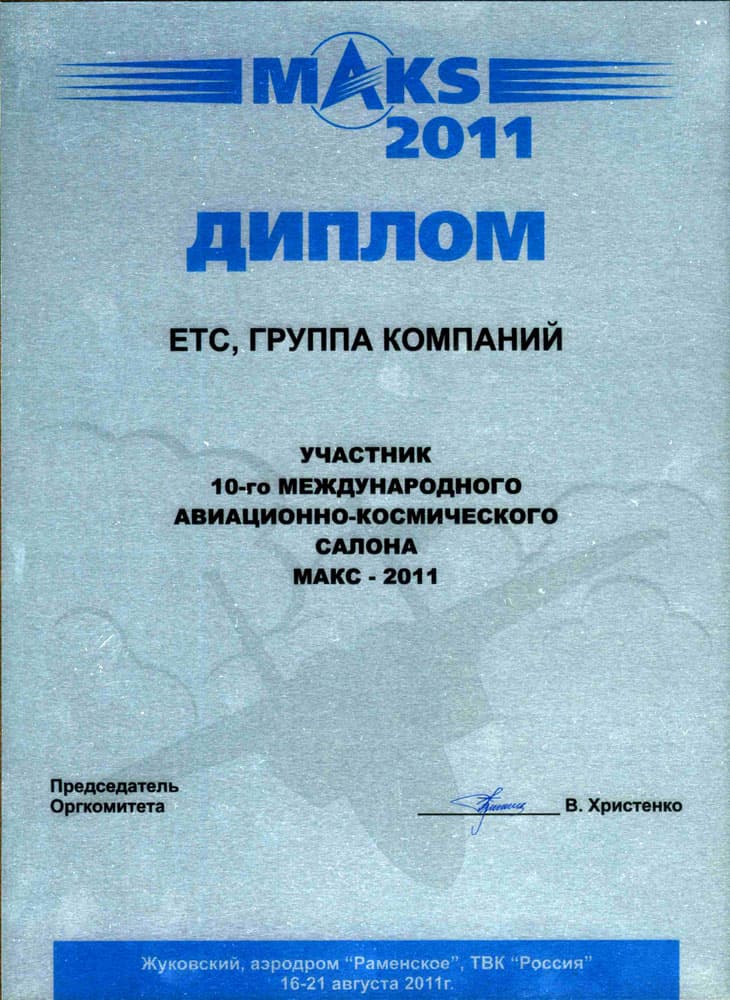 MAKS
2011
ДИПЛОМ
ЕТС, ГРУППА КОМПАНИЙ
УЧАСТНИК
10-го МЕЖДУНАРОДНОГО
АВИАЦИОННО-КОСМИЧЕСКОГО
САЛОНА
МАКС - 2011
Председатель
Оргкомитета
В. Христенко
Жуковский, аэродром “Раменское”, ТВК “Россия”
16-21 августа 2011г.